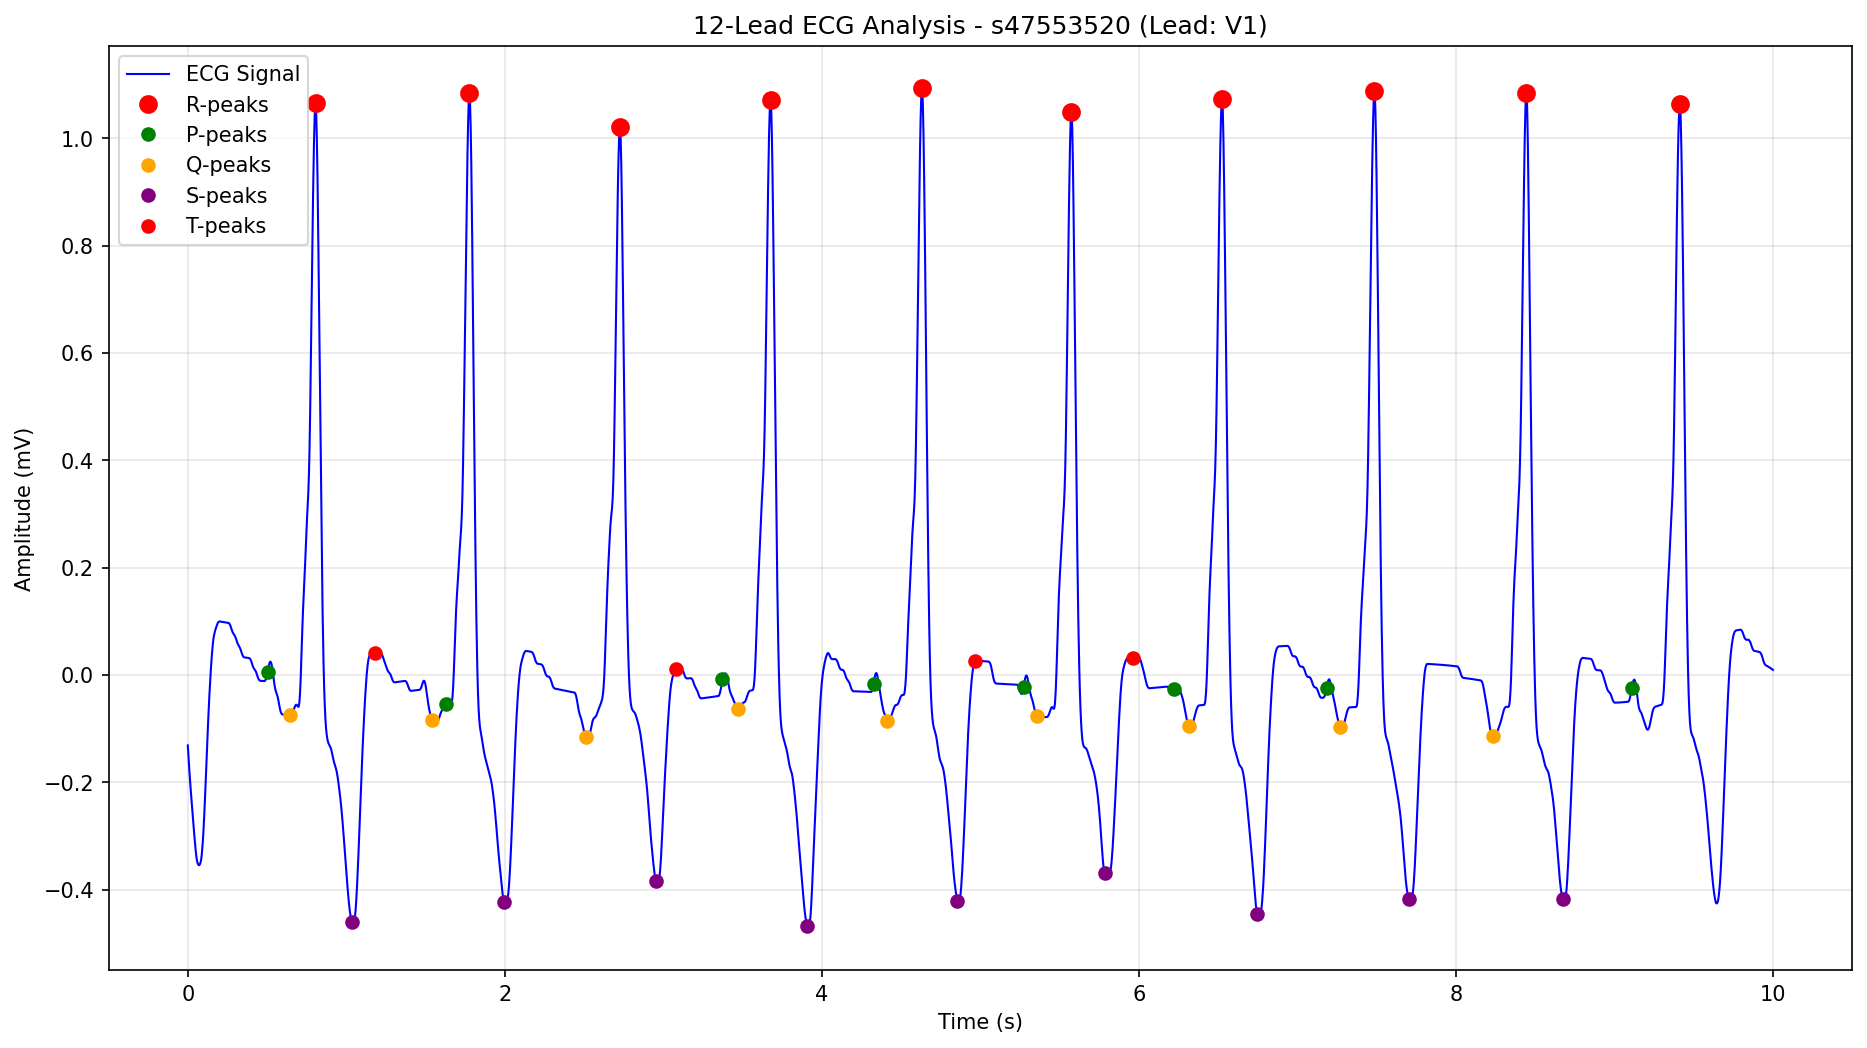 12-Lead ECG Analysis - s47553520 (Lead: V1)
ECG Signal
R-peaks
P-peaks
Q-peaks
S-peaks
T-peaks
Amplitude (mV)
1.0
0.8
0.6
0.4
0.2
0.0
−0.2
−0.4
0 2 4 6 8 10
Time (s)